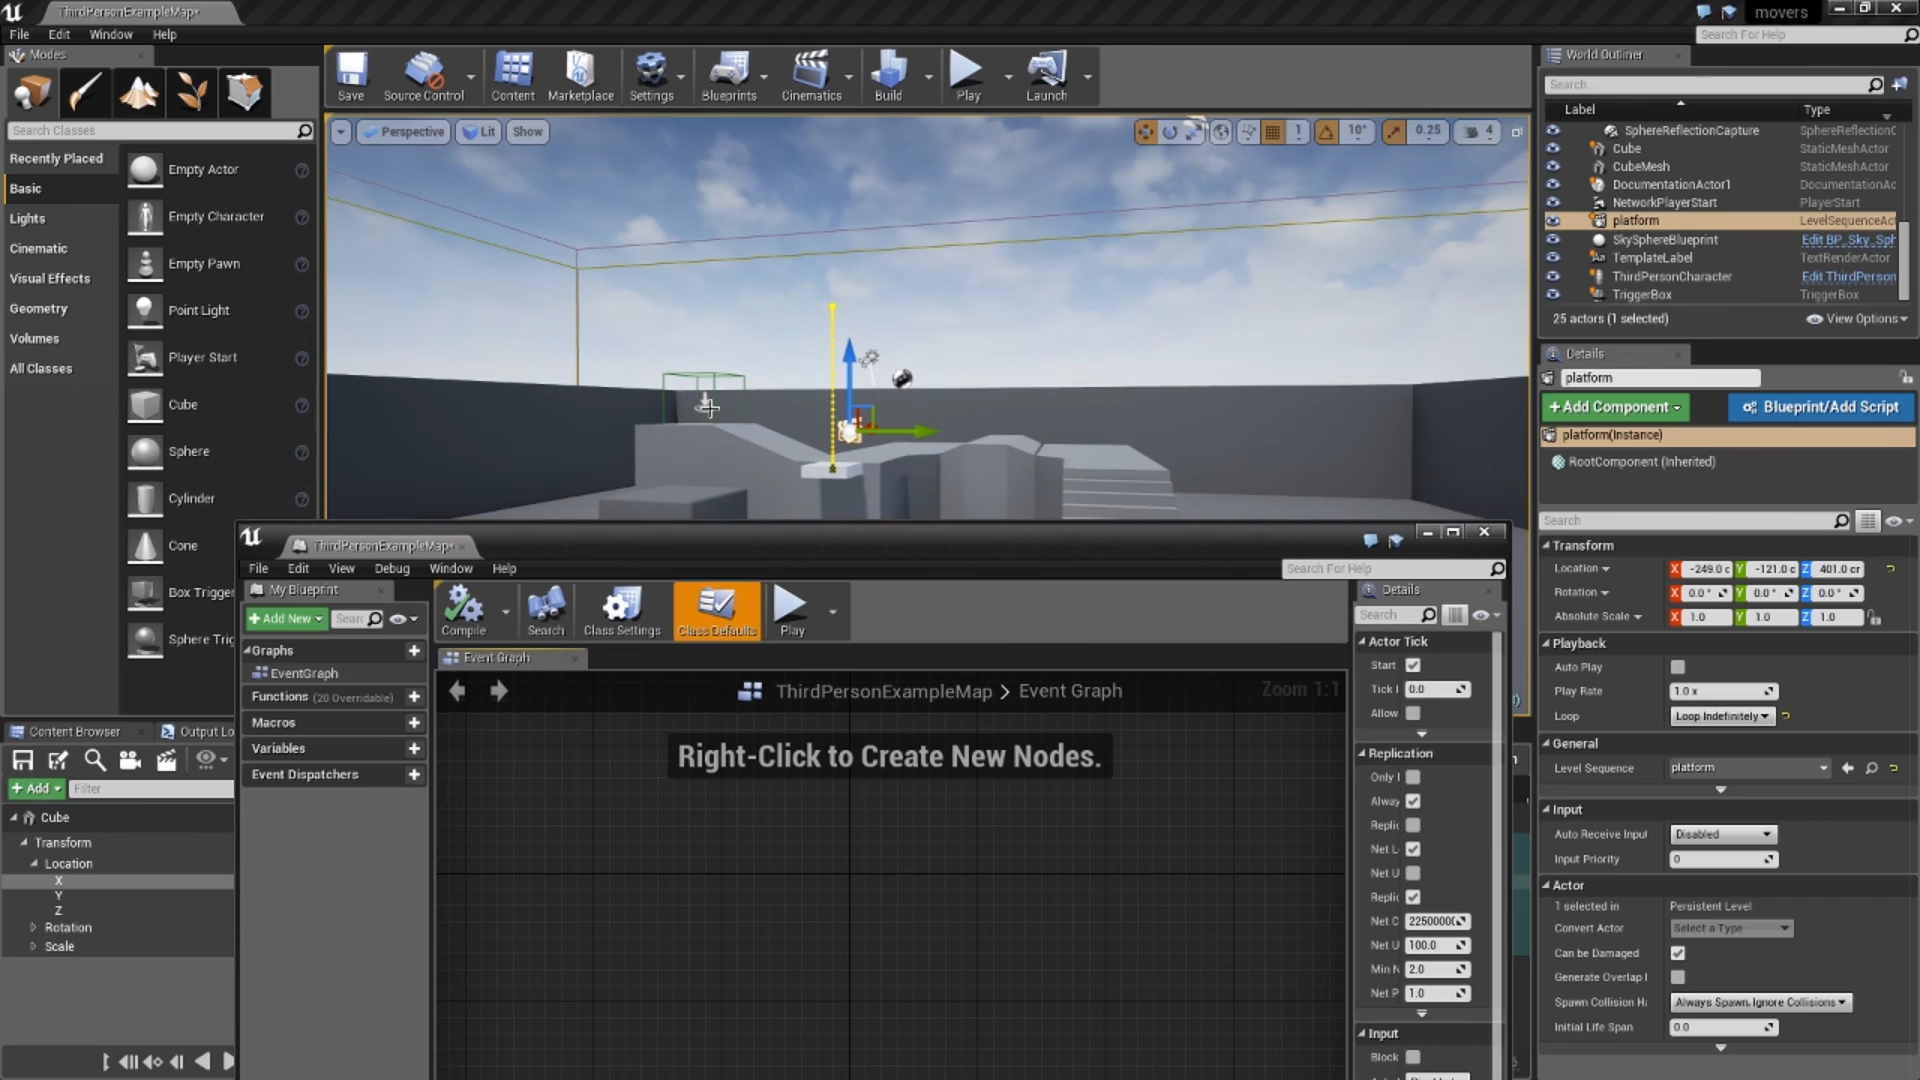 ThirdPersonExampleMap•
movers
File Edit Window Help
Search For Help
Modes
Search Classes
Recently Placed
Basic
Lights
Cinematic
Visual Effects
Geometry
Volumes
All Classes
Empty Actor
Empty Character
Empty Pawn
Point Light
Player Start
Cube
Sphere
Cylinder
Cone
Box Trigger
Sphere Trig
Save
Source Control
Content
Marketplace
Settings
Blueprints
Cinematics
Build
Play
Launch
Perspective
Lit
Show
1
10°
0.25
4
World Outliner
Search
Label Type
SphereReflectionCapture SphereReflectionC
Cube StaticMeshActor
CubeMesh StaticMeshActor
DocumentationActor1 DocumentationAc
NetworkPlayerStart PlayerStart
platform LevelSequenceAct
SkySphereBlueprint Edit BP_Sky_Sph
TemplateLabel TextRenderActor
ThirdPersonCharacter Edit ThirdPerson
TriggerBox TriggerBox
25 actors (1 selected) View Options
Details
platform
+Add Component
Blueprint/Add Script
platform(Instance)
RootComponent (Inherited)
Search
Transform
Location X -249.0 c Y -121.0 c Z 401.0 cr
Rotation X 0.0 ° Y 0.0 ° Z 0.0 °
Absolute Scale X 1.0 Y 1.0 Z 1.0
Playback
Auto Play
Play Rate 1.0 x
Loop Loop Indefinitely
General
Level Sequence platform
Input
Auto Receive Input Disabled
Input Priority 0
Actor
1 selected in Persistent Level
Convert Actor Select a Type
Can be Damaged
Generate Overlap I
Spawn Collision H Always Spawn, Ignore Collisions
Initial Life Span 0.0
ThirdPersonExampleMap•
File Edit View Debug Window Help
Search For Help
My Blueprint
+Add New
Searc
Graphs
EventGraph
Functions (20 Overridable)
Macros
Variables
Event Dispatchers
Compile
Search
Class Settings
Class Defaults
Play
Event Graph
ThirdPersonExampleMap > Event Graph
Zoom 1:1
Right-Click to Create New Nodes.
Details
Search
Actor Tick
Start
Tick I 0.0
Allow
Replication
Only I
Alway
Replic
Net L
Net U
Replic
Net C 2250000
Net U 100.0
Min N 2.0
Net P 1.0
Input
Block
Content Browser
Output Lo
+ Add
Filter
Cube
Transform
Location
X
Y
Z
Rotation
Scale